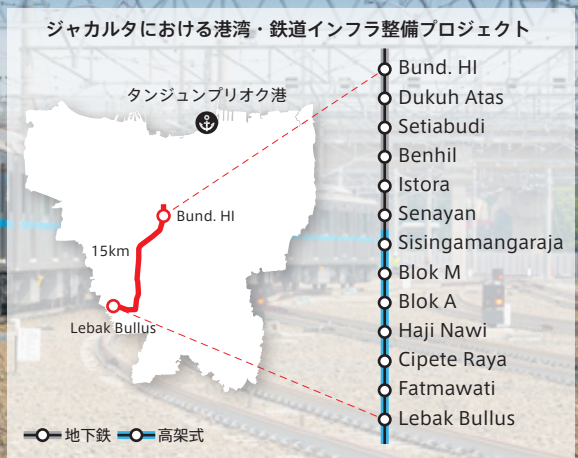 ジャカルタにおける港湾・鉄道インフラ整備プロジェクト
タンジュンプリオク港
Bund. HI
15km
Lebak Bullus
Bund. HI
Dukuh Atas
Setiabudi
Benhil
Istora
Senayan
Sisingamangaraja
Blok M
Blok A
Haji Nawi
Cipete Raya
Fatmawati
Lebak Bullus
地下鉄 高架式